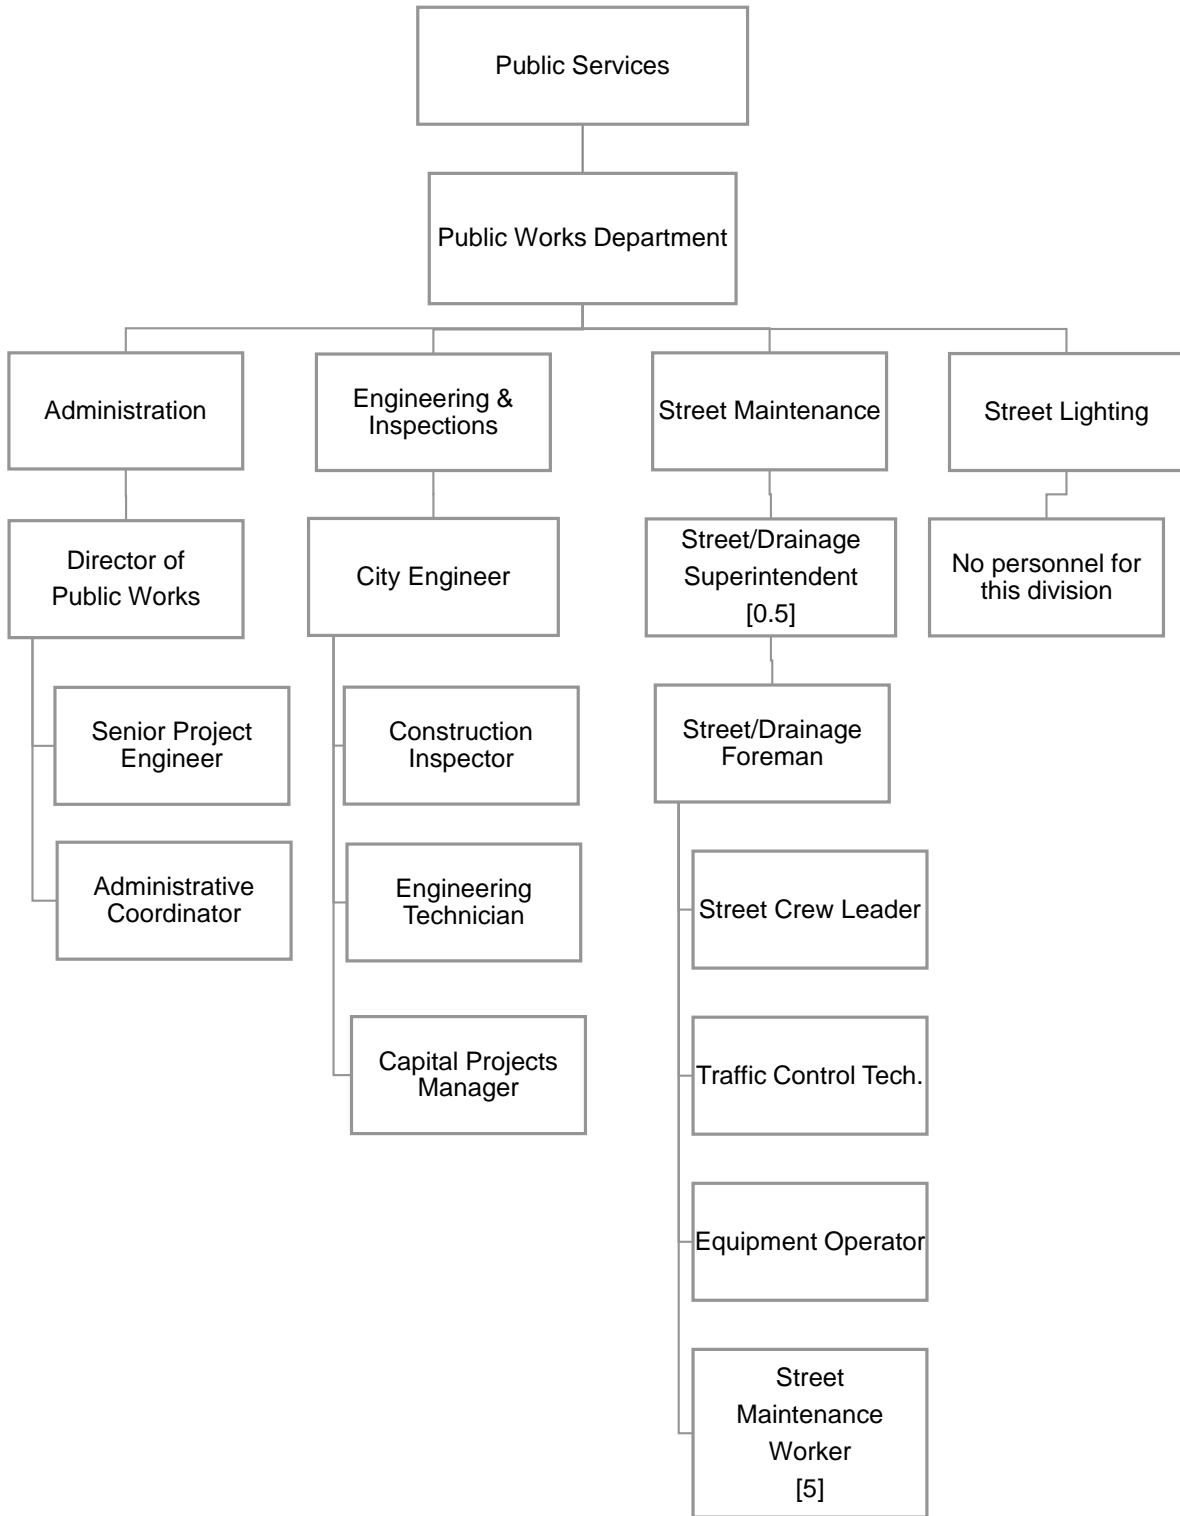 Public Services
Public Works Department
Administration
Engineering &
Inspections
Street Maintenance
Street Lighting
Director of
Public Works
City Engineer
Street/Drainage
Superintendent
[0.5]
No personnel for
this division
Senior Project
Engineer
Construction
Inspector
Street/Drainage
Foreman
Administrative
Coordinator
Engineering
Technician
Street Crew Leader
Capital Projects
Manager
Traffic Control Tech.
Equipment Operator
Street
Maintenance
Worker
[5]